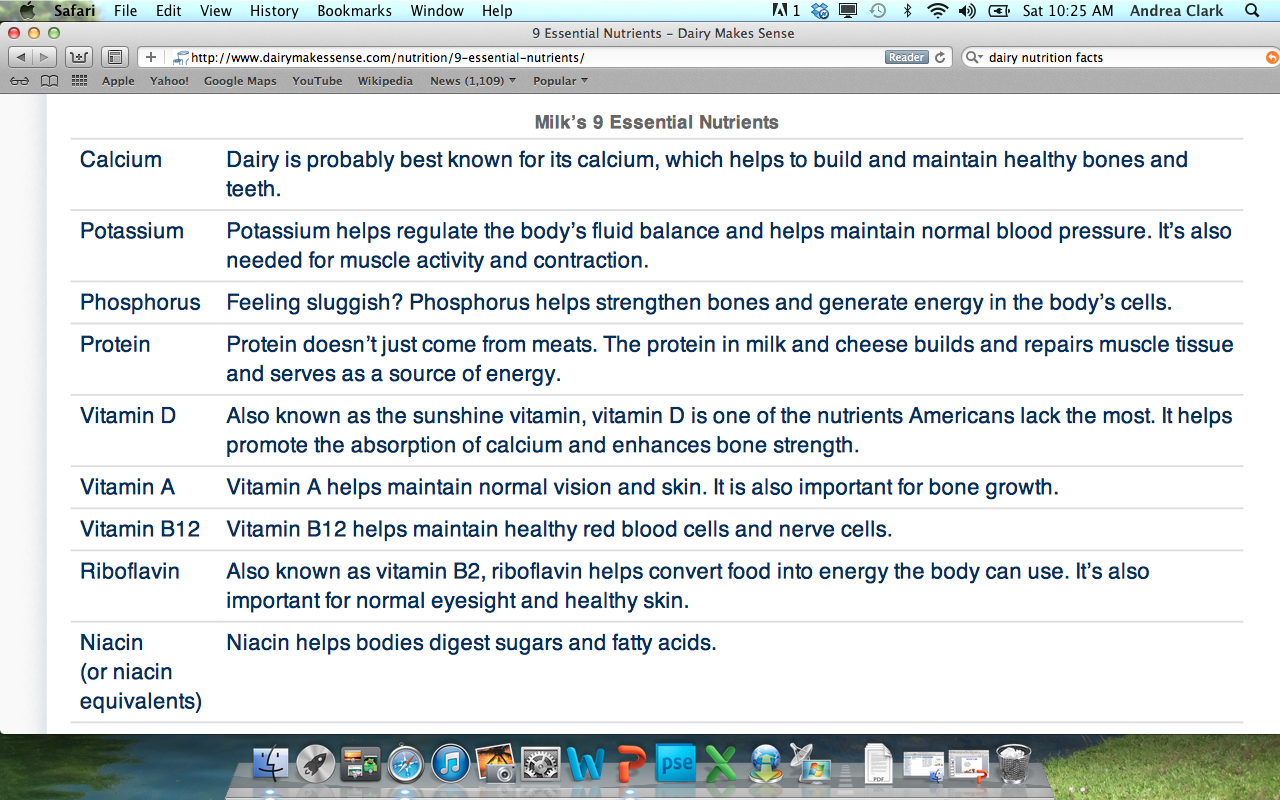 Safari File Edit View History Bookmarks Window Help 1 Sat 10:25 AM Andrea Clark
9 Essential Nutrients – Dairy Makes Sense
http://www.dairymakessense.com/nutrition/9-essential-nutrients/ Reader dairy nutrition facts
Apple Yahoo! Google Maps YouTube Wikipedia News (1,109) Popular
Milk's 9 Essential Nutrients
Calcium Dairy is probably best known for its calcium, which helps to build and maintain healthy bones and
teeth.
Potassium Potassium helps regulate the body's fluid balance and helps maintain normal blood pressure. It's also
needed for muscle activity and contraction.
Phosphorus Feeling sluggish? Phosphorus helps strengthen bones and generate energy in the body's cells.
Protein Protein doesn't just come from meats. The protein in milk and cheese builds and repairs muscle tissue
and serves as a source of energy.
Vitamin D Also known as the sunshine vitamin, vitamin D is one of the nutrients Americans lack the most. It helps
promote the absorption of calcium and enhances bone strength.
Vitamin A Vitamin A helps maintain normal vision and skin. It is also important for bone growth.
Vitamin B12 Vitamin B12 helps maintain healthy red blood cells and nerve cells.
Riboflavin Also known as vitamin B2, riboflavin helps convert food into energy the body can use. It's also
important for normal eyesight and healthy skin.
Niacin Niacin helps bodies digest sugars and fatty acids.
(or niacin
equivalents)
W P pse X PDF